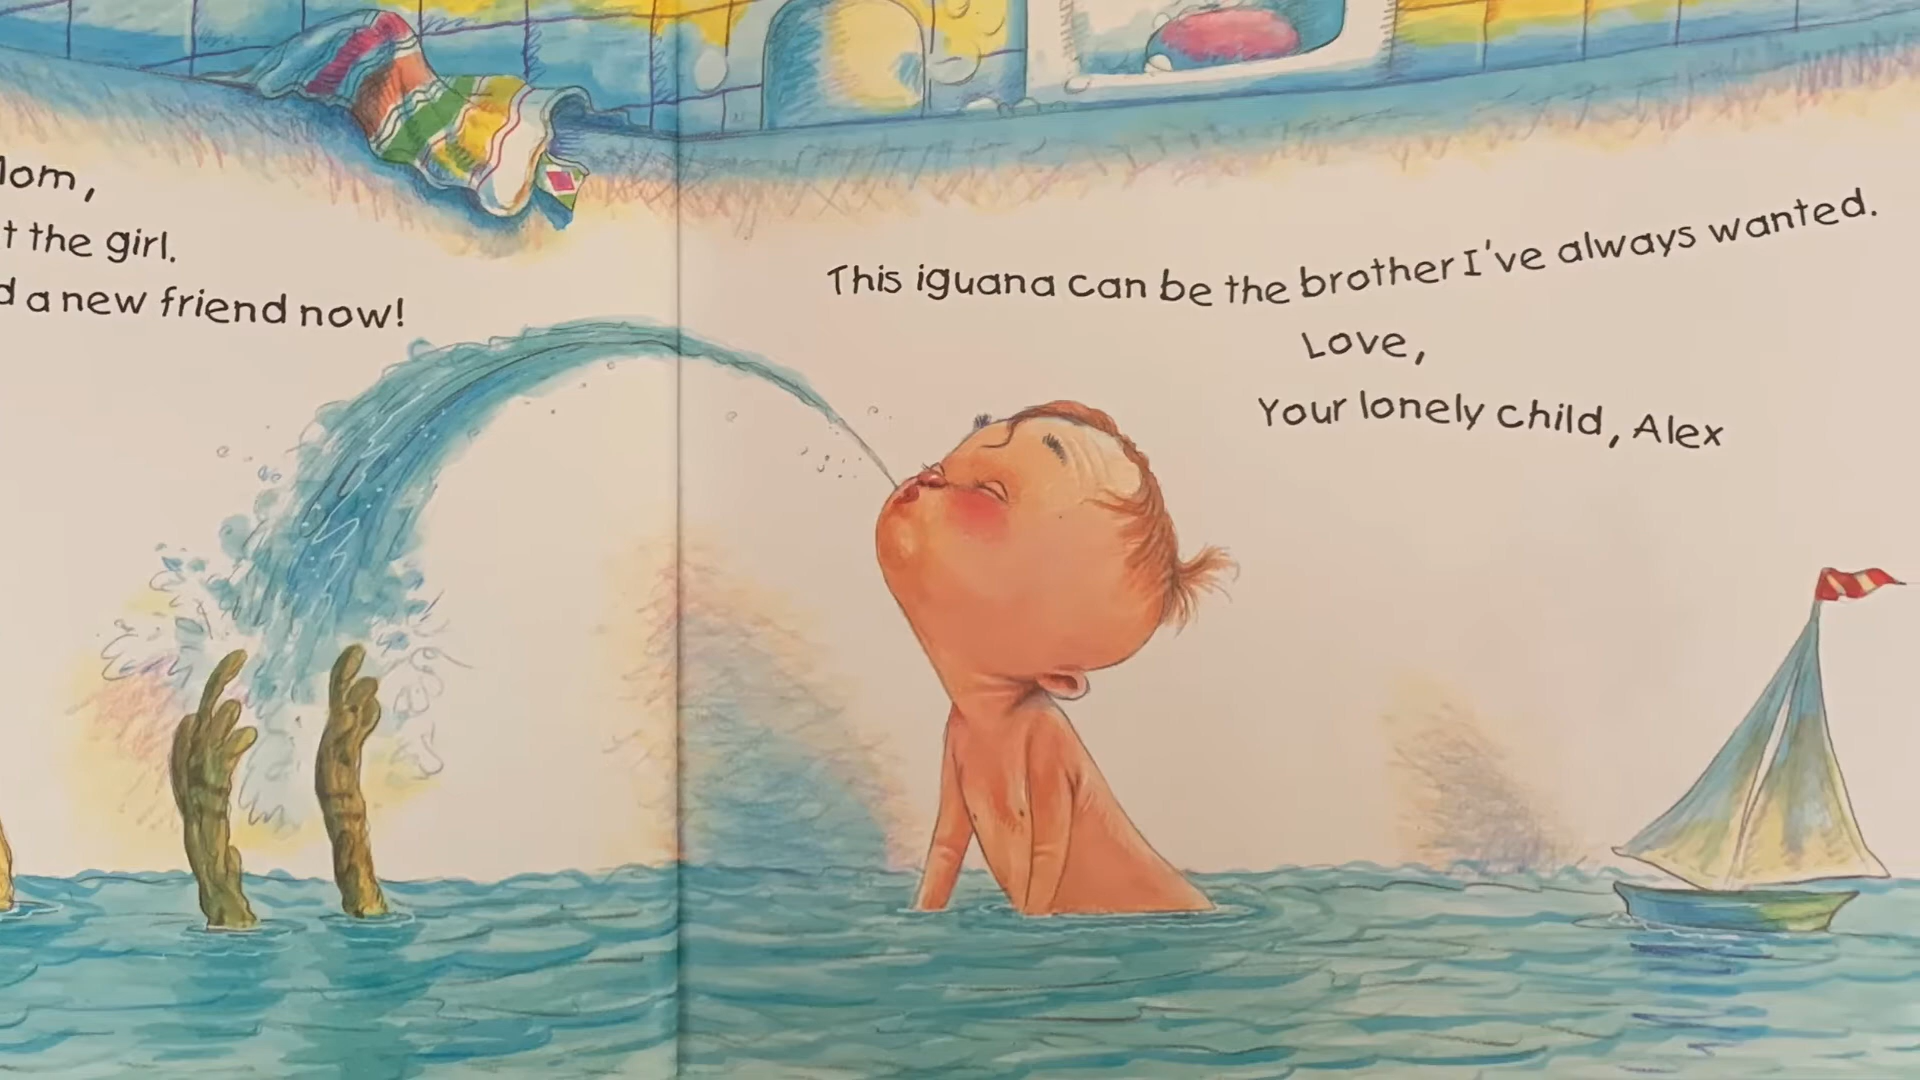 Mom,
the girl.
a new friend now!
This iguana can be the brother I've always wanted.
Love,
Your lonely child, Alex